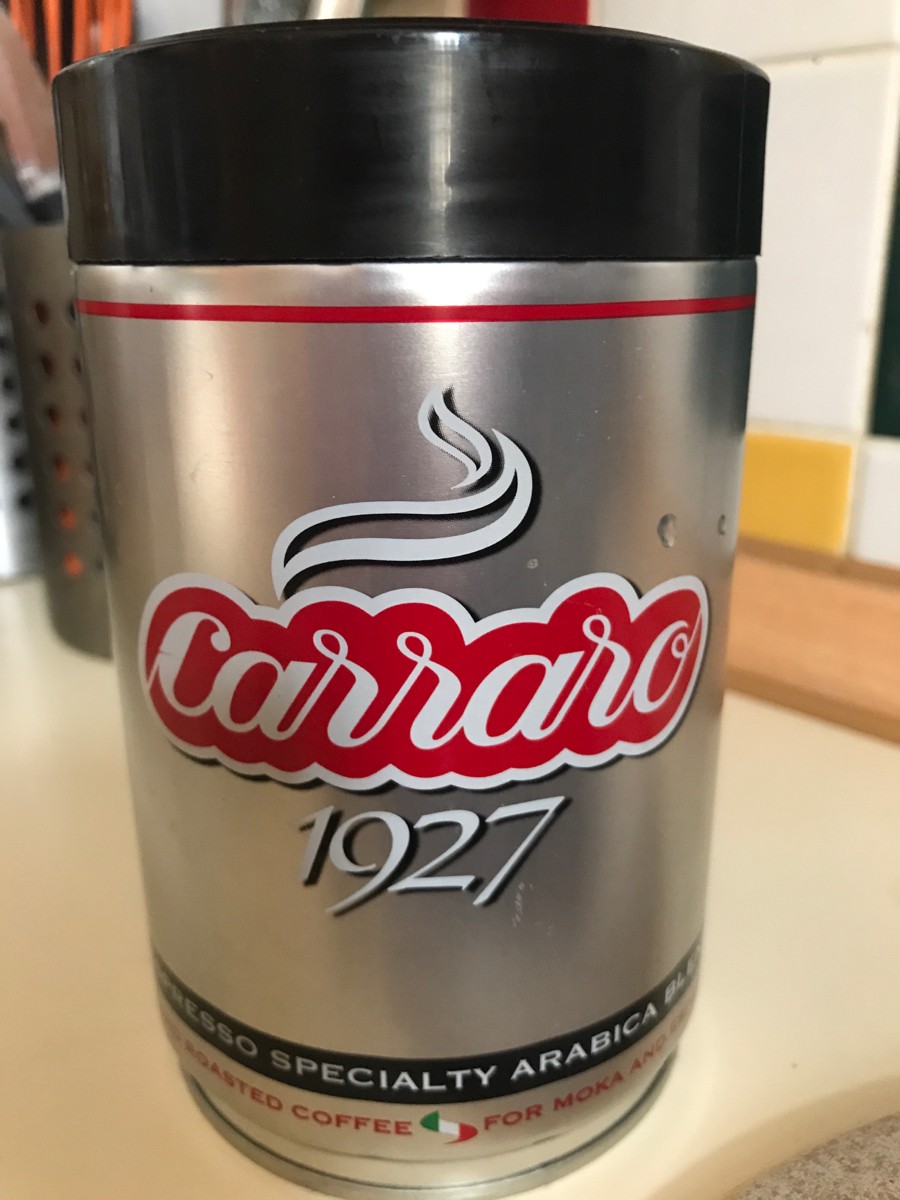 Carraro
1927
SPECIALTY ARABICA
ROASTED COFFEE FOR MOKA AND